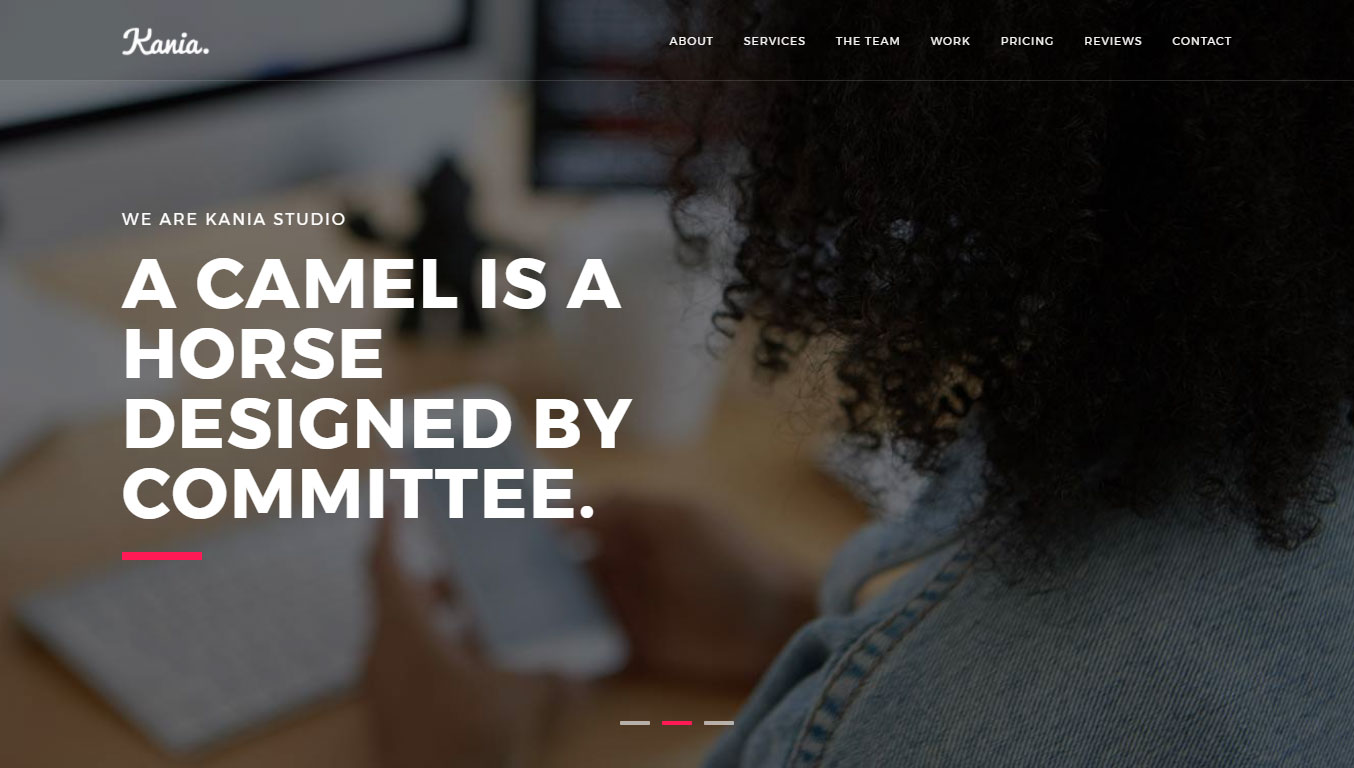 Kania.
ABOUT SERVICES THE TEAM WORK PRICING REVIEWS CONTACT
WE ARE KANIA STUDIO
A CAMEL IS A
HORSE
DESIGNED BY
COMMITTEE.